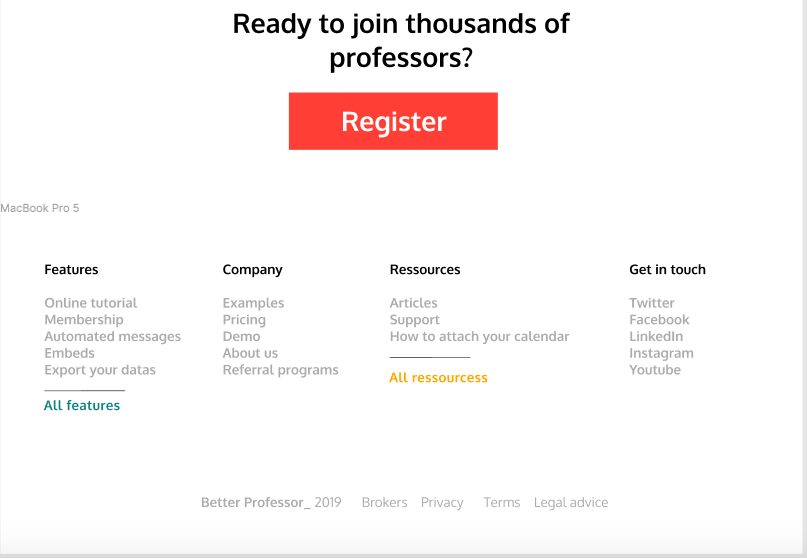 Ready to join thousands of
professors?
Register
MacBook Pro 5
Features
Online tutorial
Membership
Automated messages
Embeds
Export your datas
All features
Company
Examples
Pricing
Demo
About us
Referral programs
Ressources
Articles
Support
How to attach your calendar
All ressourcess
Get in touch
Twitter
Facebook
LinkedIn
Instagram
Youtube
Better Professor_ 2019 Brokers Privacy Terms Legal advice